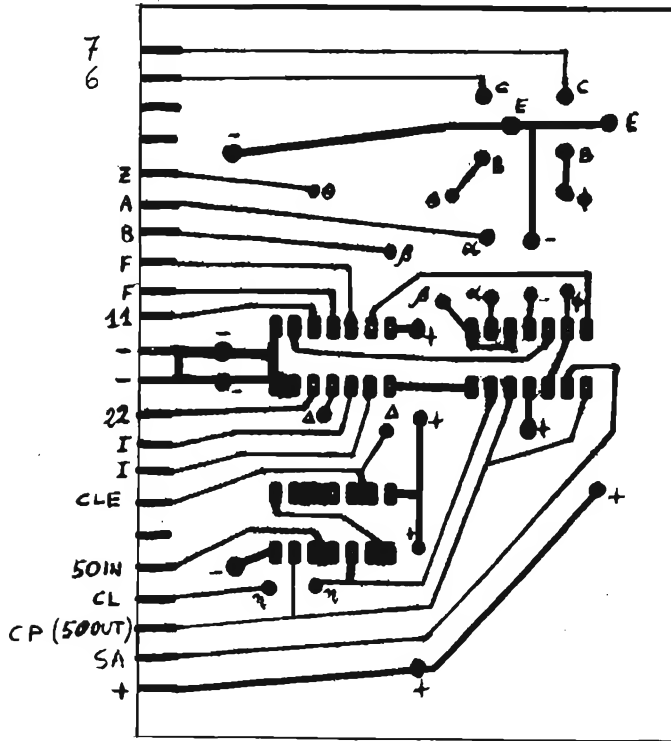 7
6
C C
E E
-
Z B B
θ θ ϕ
A
B β α -
F
F β α - +
11
- - +
- -
22 Δ Δ + +
I
I
CLE +
+
50IN -
CL η η
CP (50OUT)
SA
+ +